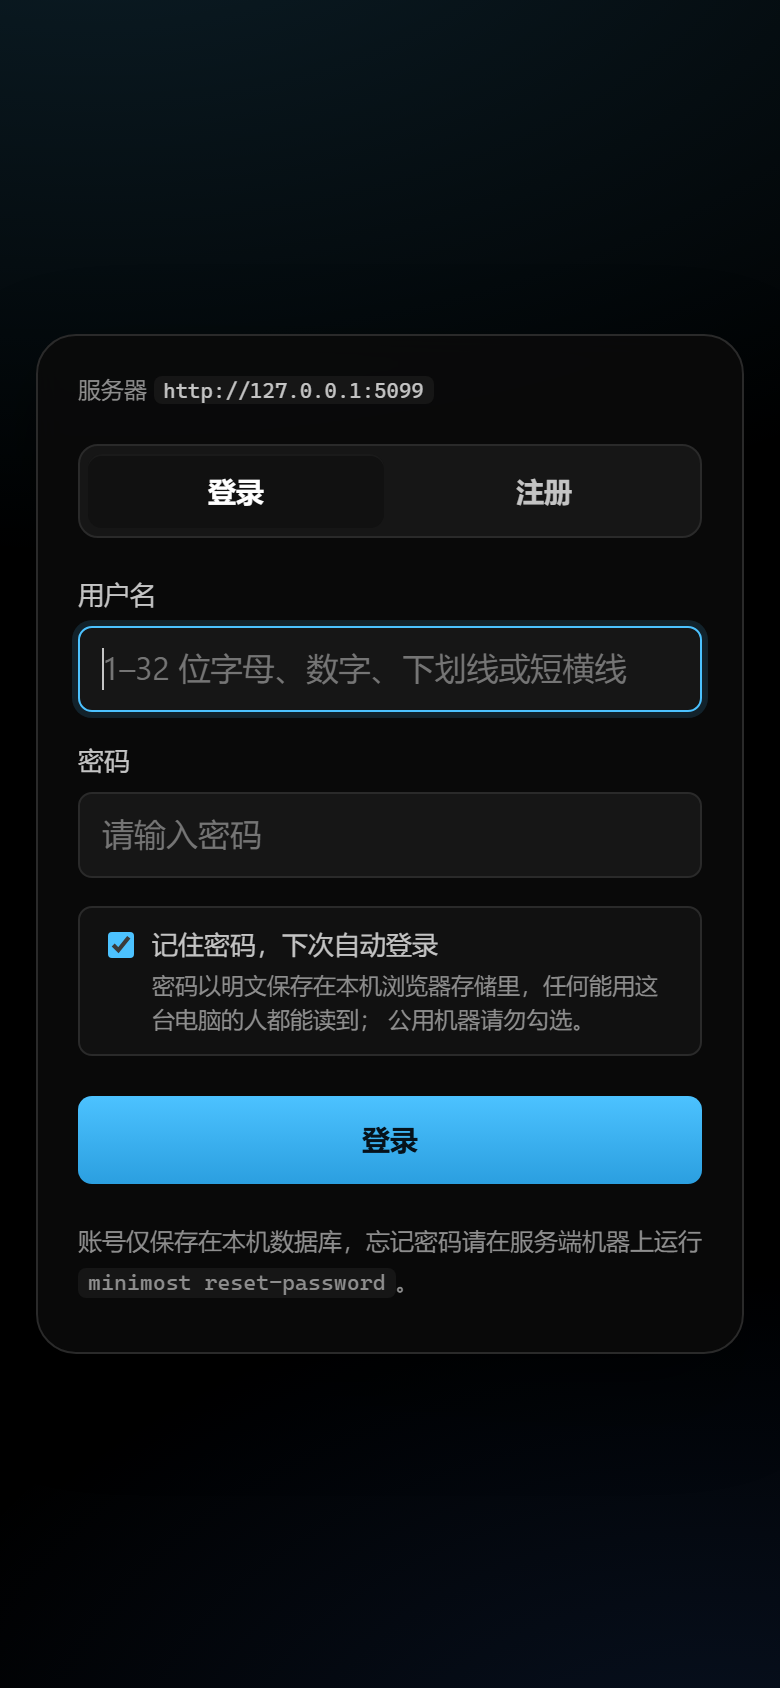 服务器 http://127.0.0.1:5099
登录 注册
用户名
1–32 位字母、数字、下划线或短横线
密码
请输入密码
记住密码，下次自动登录
密码以明文保存在本机浏览器存储里，任何能用这
台电脑的人都能读到； 公用机器请勿勾选。
登录
账号仅保存在本机数据库，忘记密码请在服务端机器上运行
minimost reset-password 。